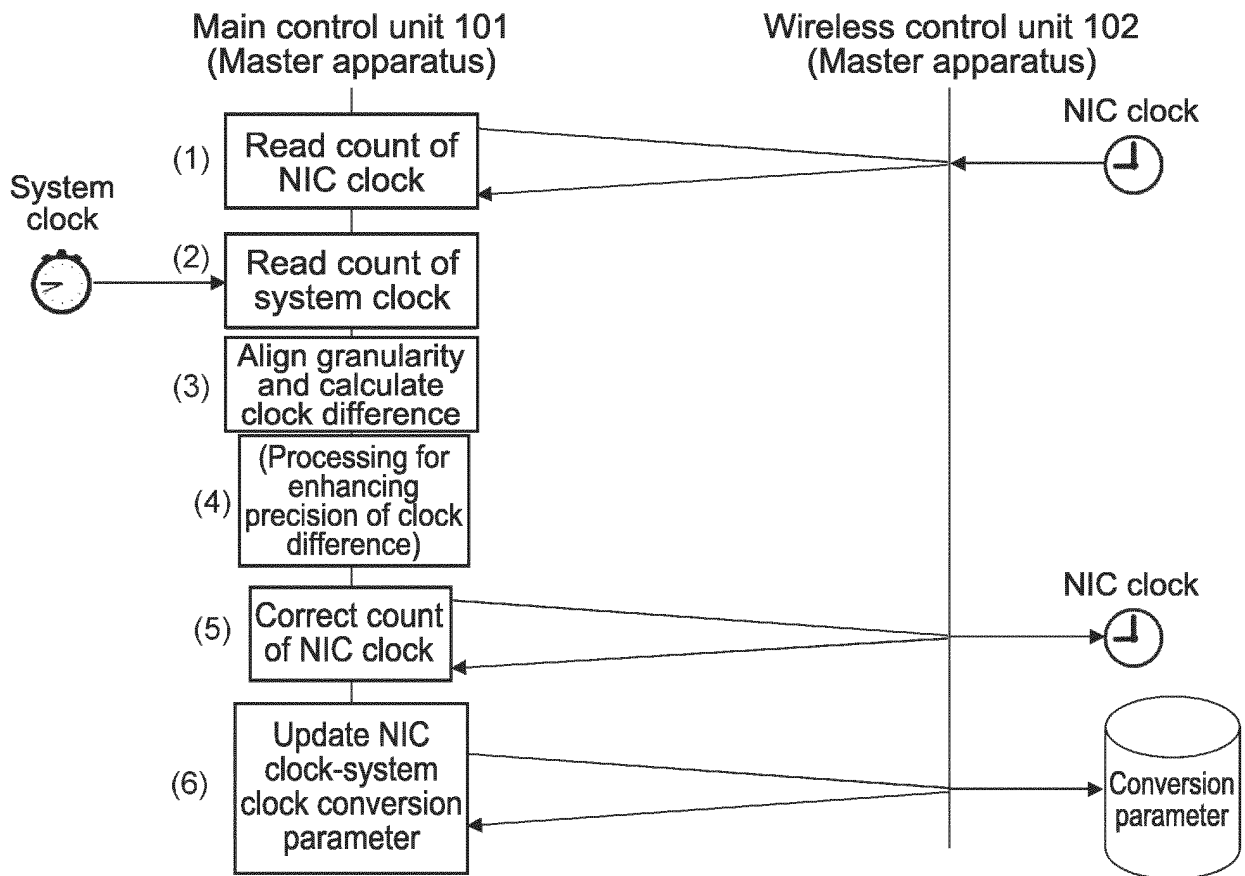 Main control unit 101
(Master apparatus)
Wireless control unit 102
(Master apparatus)
NIC clock
(1)
Read count of
NIC clock
System
clock
(2)
Read count of
system clock
(3)
Align granularity
and calculate
clock difference
(4)
(Processing for
enhancing
precision of clock
difference)
(5)
Correct count
of NIC clock
NIC clock
(6)
Update NIC
clock-system
clock conversion
parameter
Conversion
parameter